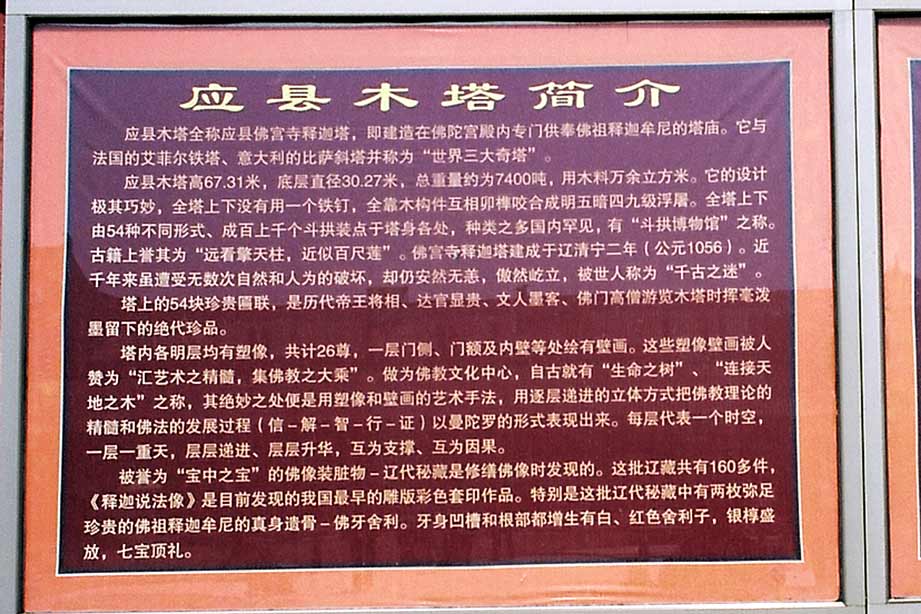 应县木塔简介
应县木塔全称应县佛宫寺释迦塔，即建造在佛陀宫殿内专门供奉佛祖释迦牟尼的塔庙。它与
法国的艾菲尔铁塔、意大利的比萨斜塔并称为“世界三大奇塔”。
应县木塔高67.31米，底层直径30.27米，总重量约为7400吨，用木料万余立方米。它的设计
极其巧妙，全塔上下没有用一个铁钉，全靠木构件互相卯榫咬合成明五暗四九级浮屠。全塔上下
由54种不同形式、成百上千个斗拱装点于塔身各处，种类之多国内罕见，有“斗拱博物馆”之称。
古籍上誉其为“远看擎天柱，近似百尺莲”。佛宫寺释迦塔建成于辽清宁二年（公元1056）。近
千年来虽遭受无数次自然和人为的破坏，却仍安然无恙，傲然屹立，被世人称为“千古之迷”。
塔上的54块珍贵匾联，是历代帝王将相、达官显贵、文人墨客、佛门高僧游览木塔时挥毫泼
墨留下的绝代珍品。
塔内各明层均有塑像，共计26尊，一层门侧、门额及内壁等处绘有壁画。这些塑像壁画被人
赞为“汇艺术之精髓，集佛教之大乘”。做为佛教文化中心，自古就有“生命之树”、“连接天
地之木”之称，其绝妙之处便是用塑像和壁画的艺术手法，用逐层递进的立体方式把佛教理论的
精髓和佛法的发展过程（信－解－智－行－证）以曼陀罗的形式表现出来。每层代表一个时空，
一层一重天，层层递进、层层升华，互为支撑、互为因果。
被誉为“宝中之宝”的佛像装脏物－辽代秘藏是修缮佛像时发现的。这批辽藏共有160多件，
《释迦说法像》是目前发现的我国最早的雕版彩色套印作品。特别是这批辽代秘藏中有两枚弥足
珍贵的佛祖释迦牟尼的真身遗骨－佛牙舍利。牙身凹槽和根部都增生有白、红色舍利子，银椁盛
放，七宝顶礼。